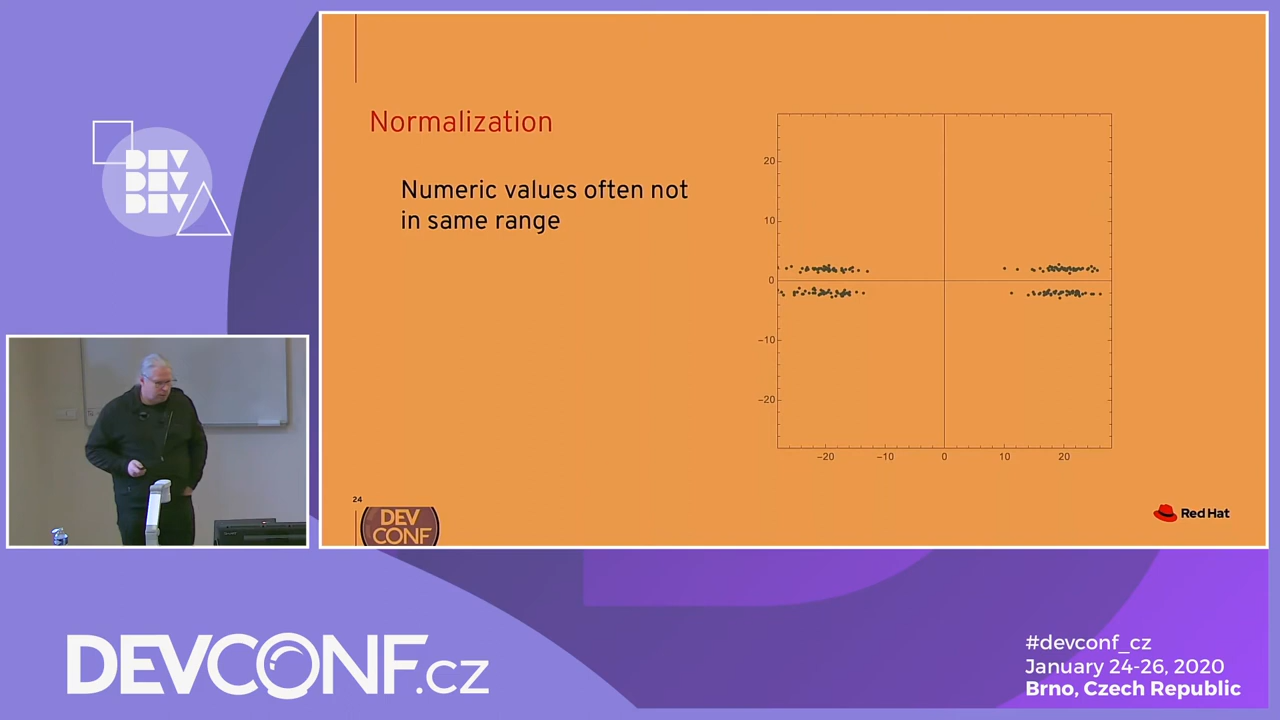 DEV
DEV
DEV
Normalization
Numeric values often not
in same range
20
10
0
−10
−20
−20
−10
0
10
20
24
DEV
CONF
Red Hat
DEVCONF.cz
#devconf_cz
January 24-26, 2020
Brno, Czech Republic